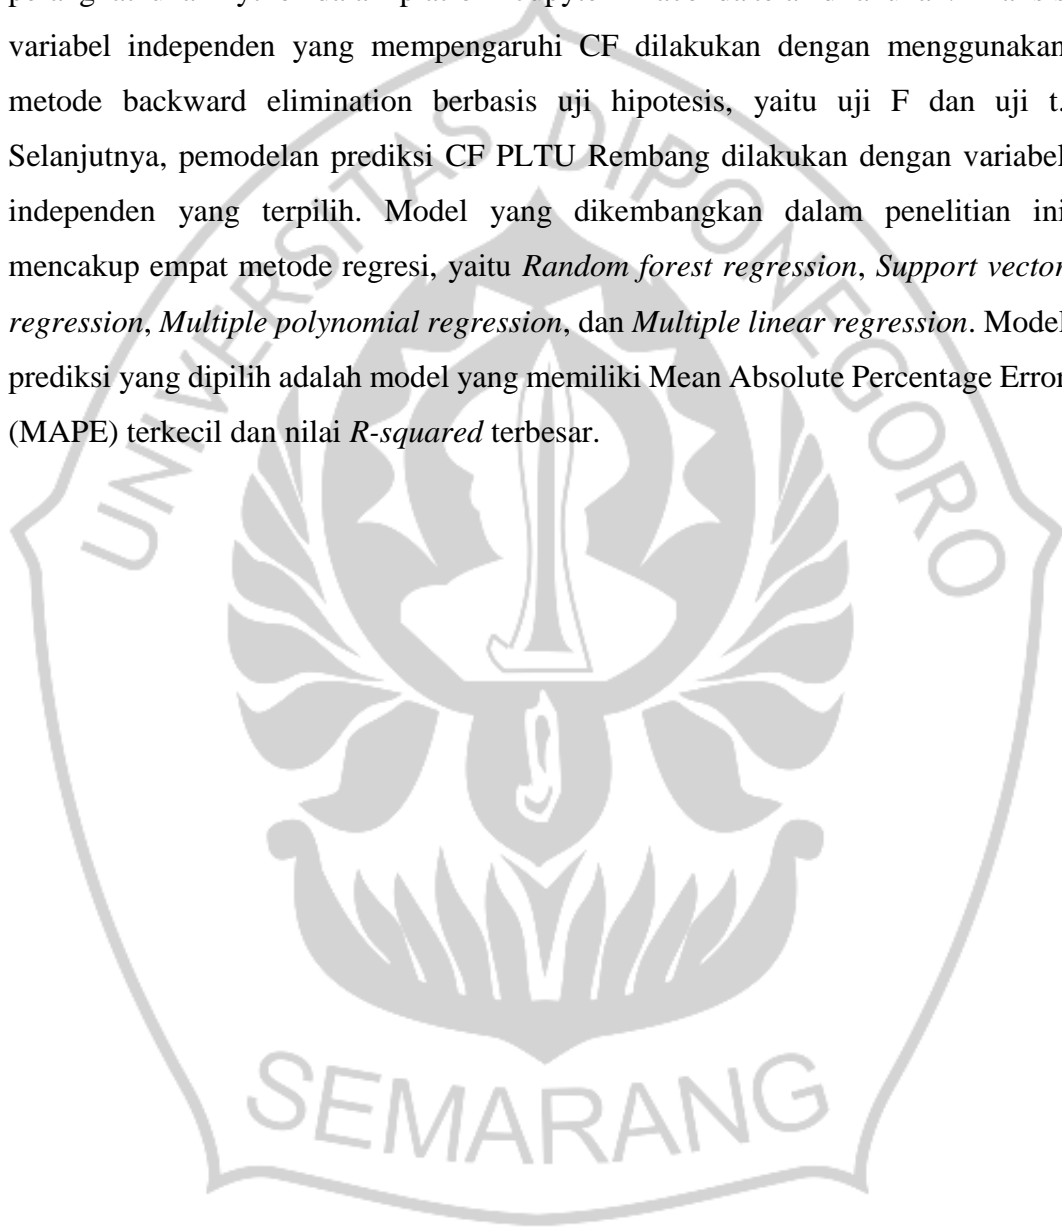 variabel independen yang mempengaruhi CF dilakukan dengan menggunakan
metode backward elimination berbasis uji hipotesis, yaitu uji F dan uji t.
Selanjutnya, pemodelan prediksi CF PLTU Rembang dilakukan dengan variabel
independen yang terpilih. Model yang dikembangkan dalam penelitian ini
mencakup empat metode regresi, yaitu Random forest regression, Support vector
regression, Multiple polynomial regression, dan Multiple linear regression. Model
prediksi yang dipilih adalah model yang memiliki Mean Absolute Percentage Error
(MAPE) terkecil dan nilai R-squared terbesar.
UNIVERSITAS DIPONEGORO
SEMARANG